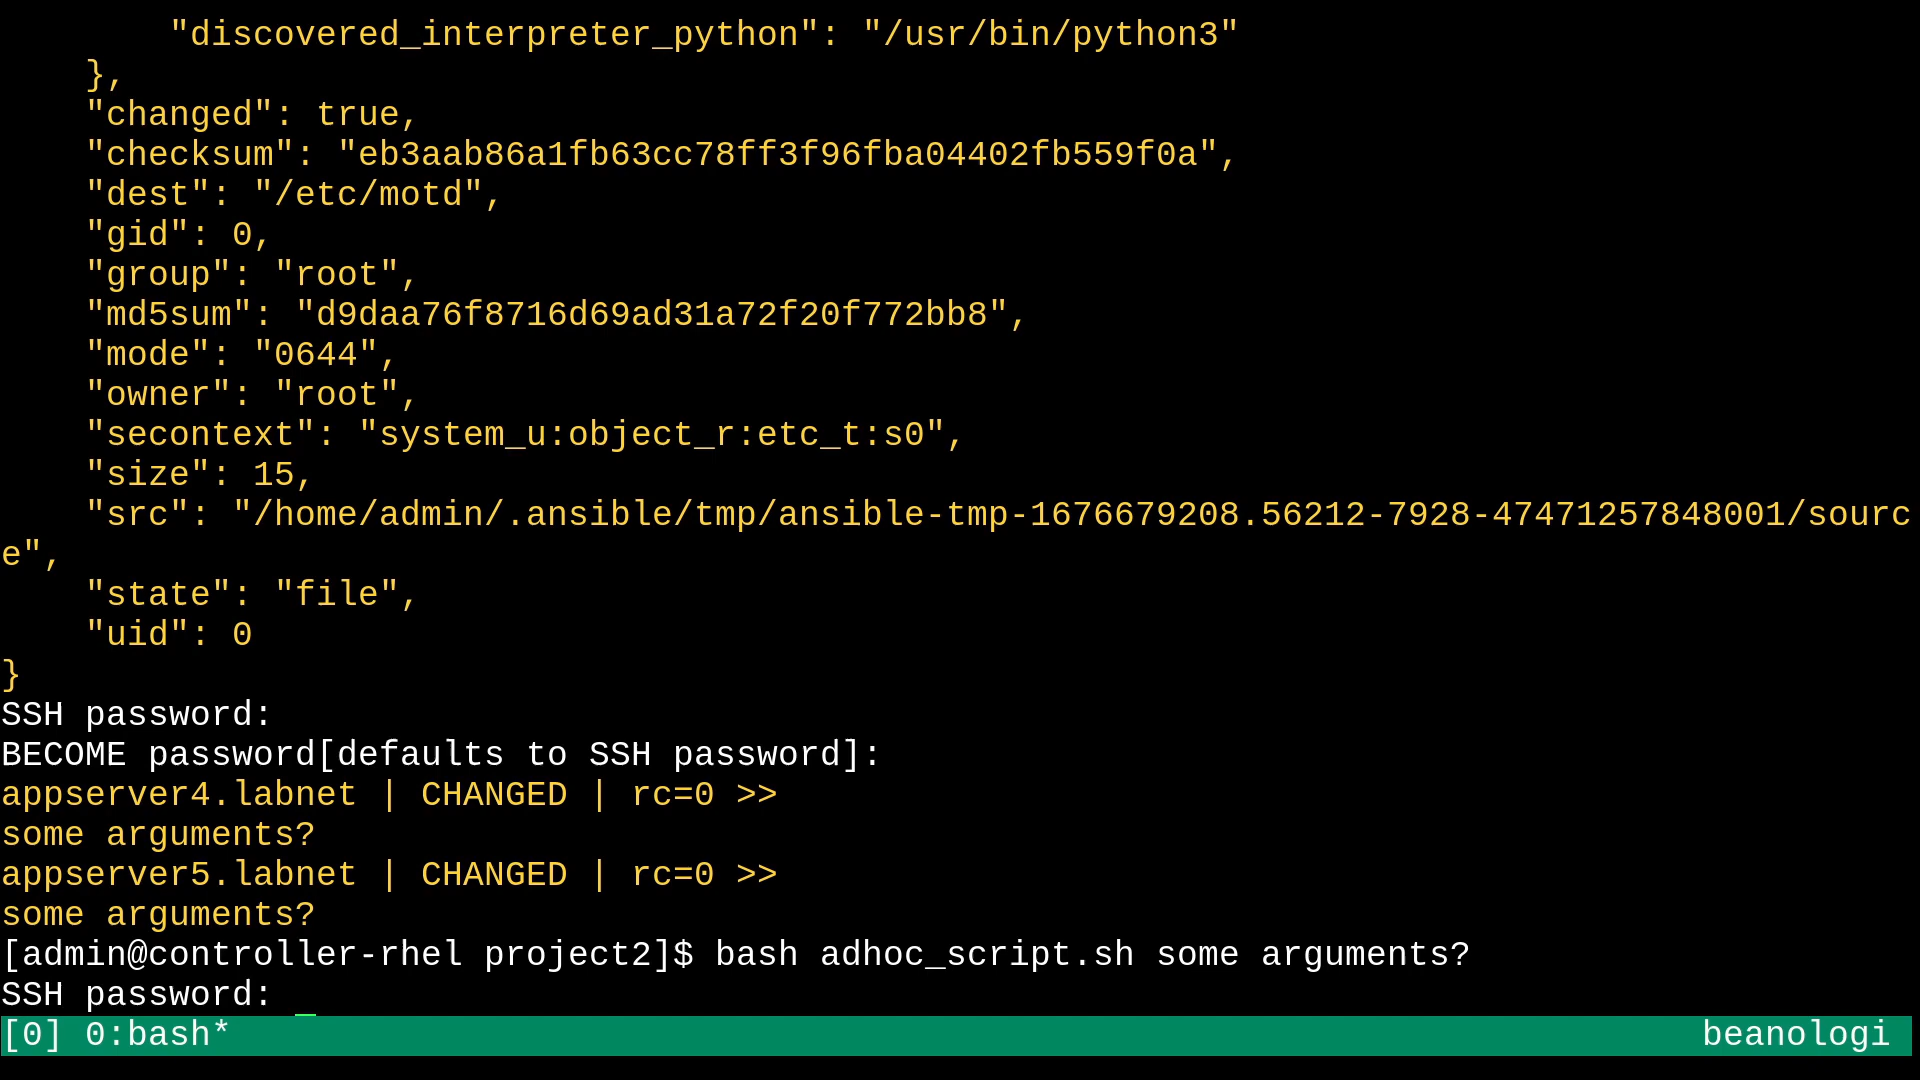 "discovered_interpreter_python": "/usr/bin/python3"
    },
    "changed": true,
    "checksum": "eb3aab86a1fb63cc78ff3f96fba04402fb559f0a",
    "dest": "/etc/motd",
    "gid": 0,
    "group": "root",
    "md5sum": "d9daa76f8716d69ad31a72f20f772bb8",
    "mode": "0644",
    "owner": "root",
    "secontext": "system_u:object_r:etc_t:s0",
    "size": 15,
    "src": "/home/admin/.ansible/tmp/ansible-tmp-1676679208.56212-7928-47471257848001/sourc
e",
    "state": "file",
    "uid": 0
}
SSH password:
BECOME password[defaults to SSH password]:
appserver4.labnet | CHANGED | rc=0 >>
some arguments?
appserver5.labnet | CHANGED | rc=0 >>
some arguments?
[admin@controller-rhel project2]$ bash adhoc_script.sh some arguments?
SSH password:
[0] 0:bash* beanologi